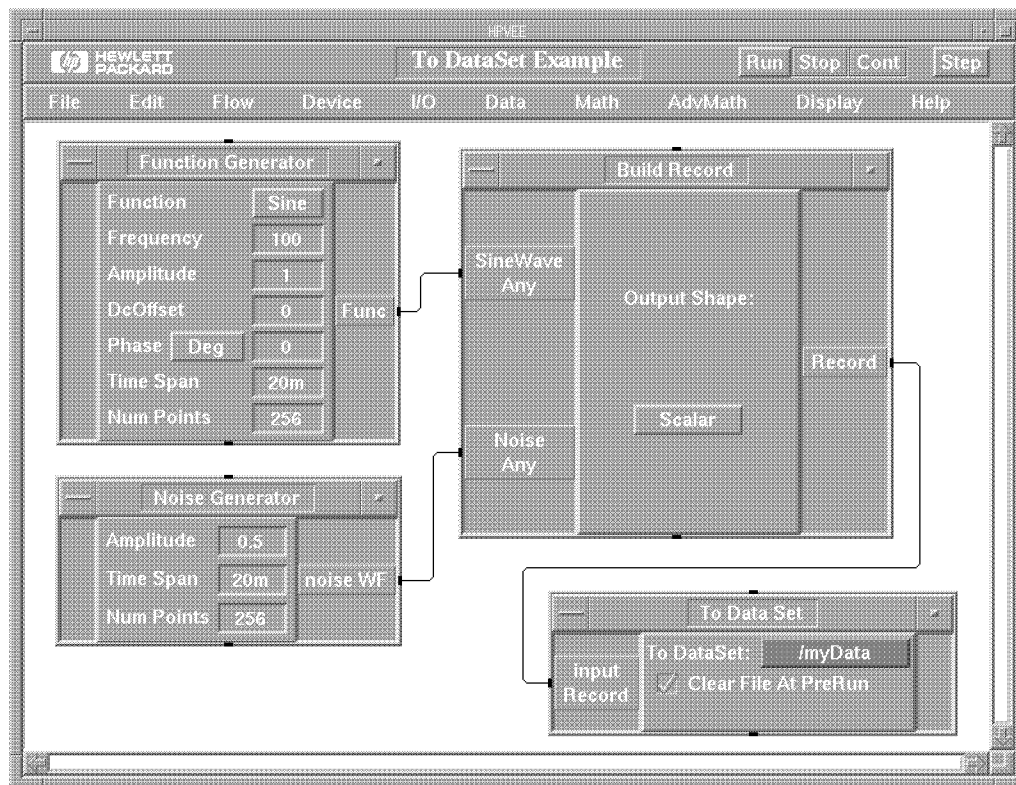 HPVEE
hp HEWLETT PACKARD
To DataSet Example
Run Stop Cont Step
File Edit Flow Device I/O Data Math AdvMath Display Help
Function Generator
Function Sine
Frequency 100
Amplitude 1
DcOffset 0
Phase Deg 0
Time Span 20m
Num Points 256
Func
Build Record
SineWave
Any
Output Shape:
Scalar
Noise
Any
Record
Noise Generator
Amplitude 0.5
Time Span 20m
Num Points 256
noise WF
To Data Set
input
Record
To DataSet: /myData
Clear File At PreRun